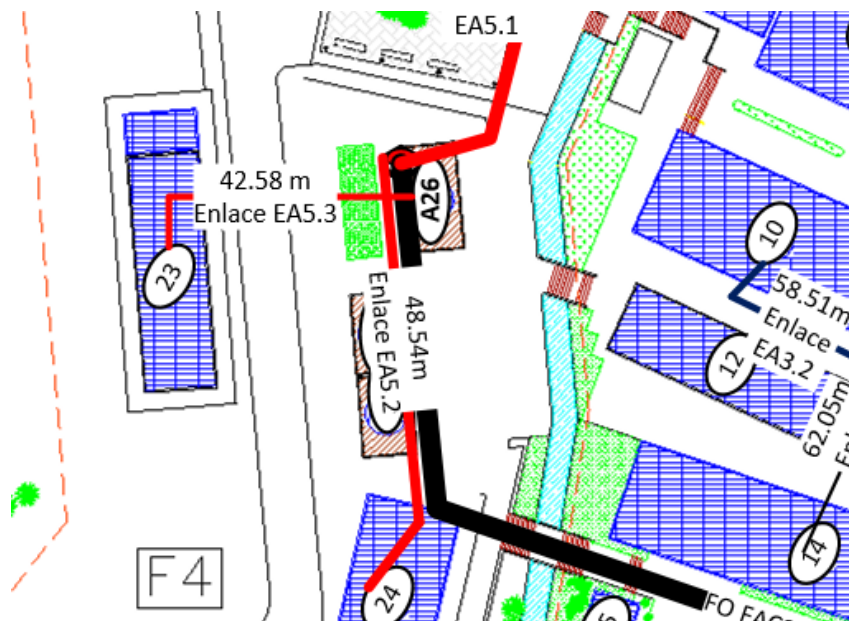 EA5.1
42.58 m
Enlace EA5.3
A26
23
10
58.51m
Enlace
EA3.2
48.54m
Enlace EA5.2
12
62.05m
14
24
F4
FO